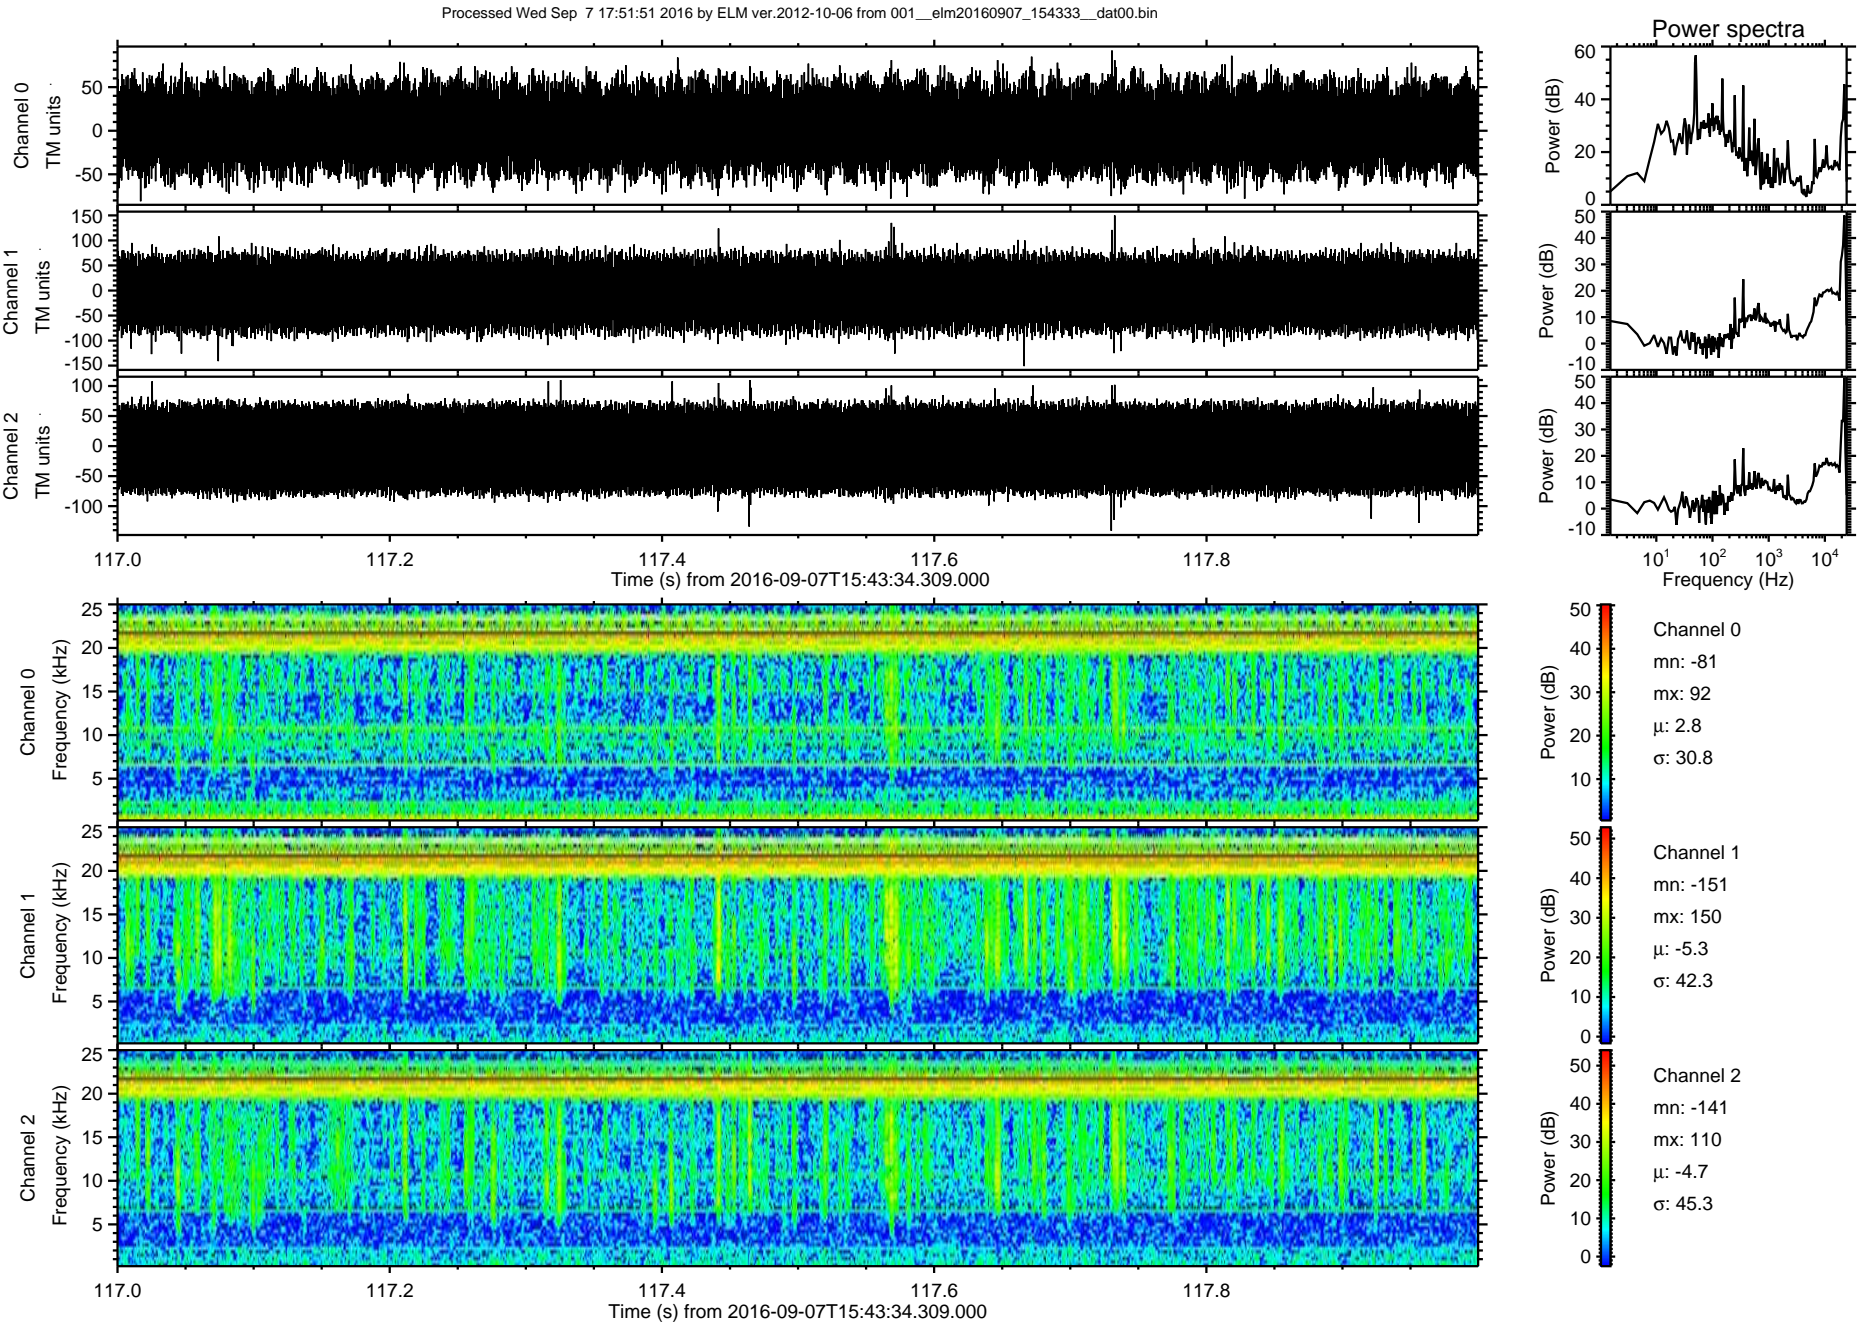 Processed Wed Sep  7 17:51:51 2016 by ELM ver.2012-10-06 from 001__elm20160907_154333__dat00.bin
Power spectra
Channel 0
TM units
50
0
-50
Power (dB)
60
40
20
0
Channel 1
TM units
150
100
50
0
-50
-100
-150
Power (dB)
50
40
30
20
10
0
-10
Channel 2
TM units
100
50
0
-50
-100
Power (dB)
50
40
30
20
10
0
-10
117.0 117.2 117.4 117.6 117.8
Time (s) from 2016-09-07T15:43:34.309.000
10¹ 10² 10³ 10⁴
Frequency (Hz)
Channel 0
Frequency (kHz)
25
20
15
10
5
Power (dB)
50
40
30
20
10
Channel 0
mn: -81
mx: 92
μ: 2.8
σ: 30.8
Channel 1
Frequency (kHz)
25
20
15
10
5
Power (dB)
50
40
30
20
10
0
Channel 1
mn: -151
mx: 150
μ: -5.3
σ: 42.3
Channel 2
Frequency (kHz)
25
20
15
10
5
Power (dB)
50
40
30
20
10
0
Channel 2
mn: -141
mx: 110
μ: -4.7
σ: 45.3
117.0 117.2 117.4 117.6 117.8
Time (s) from 2016-09-07T15:43:34.309.000